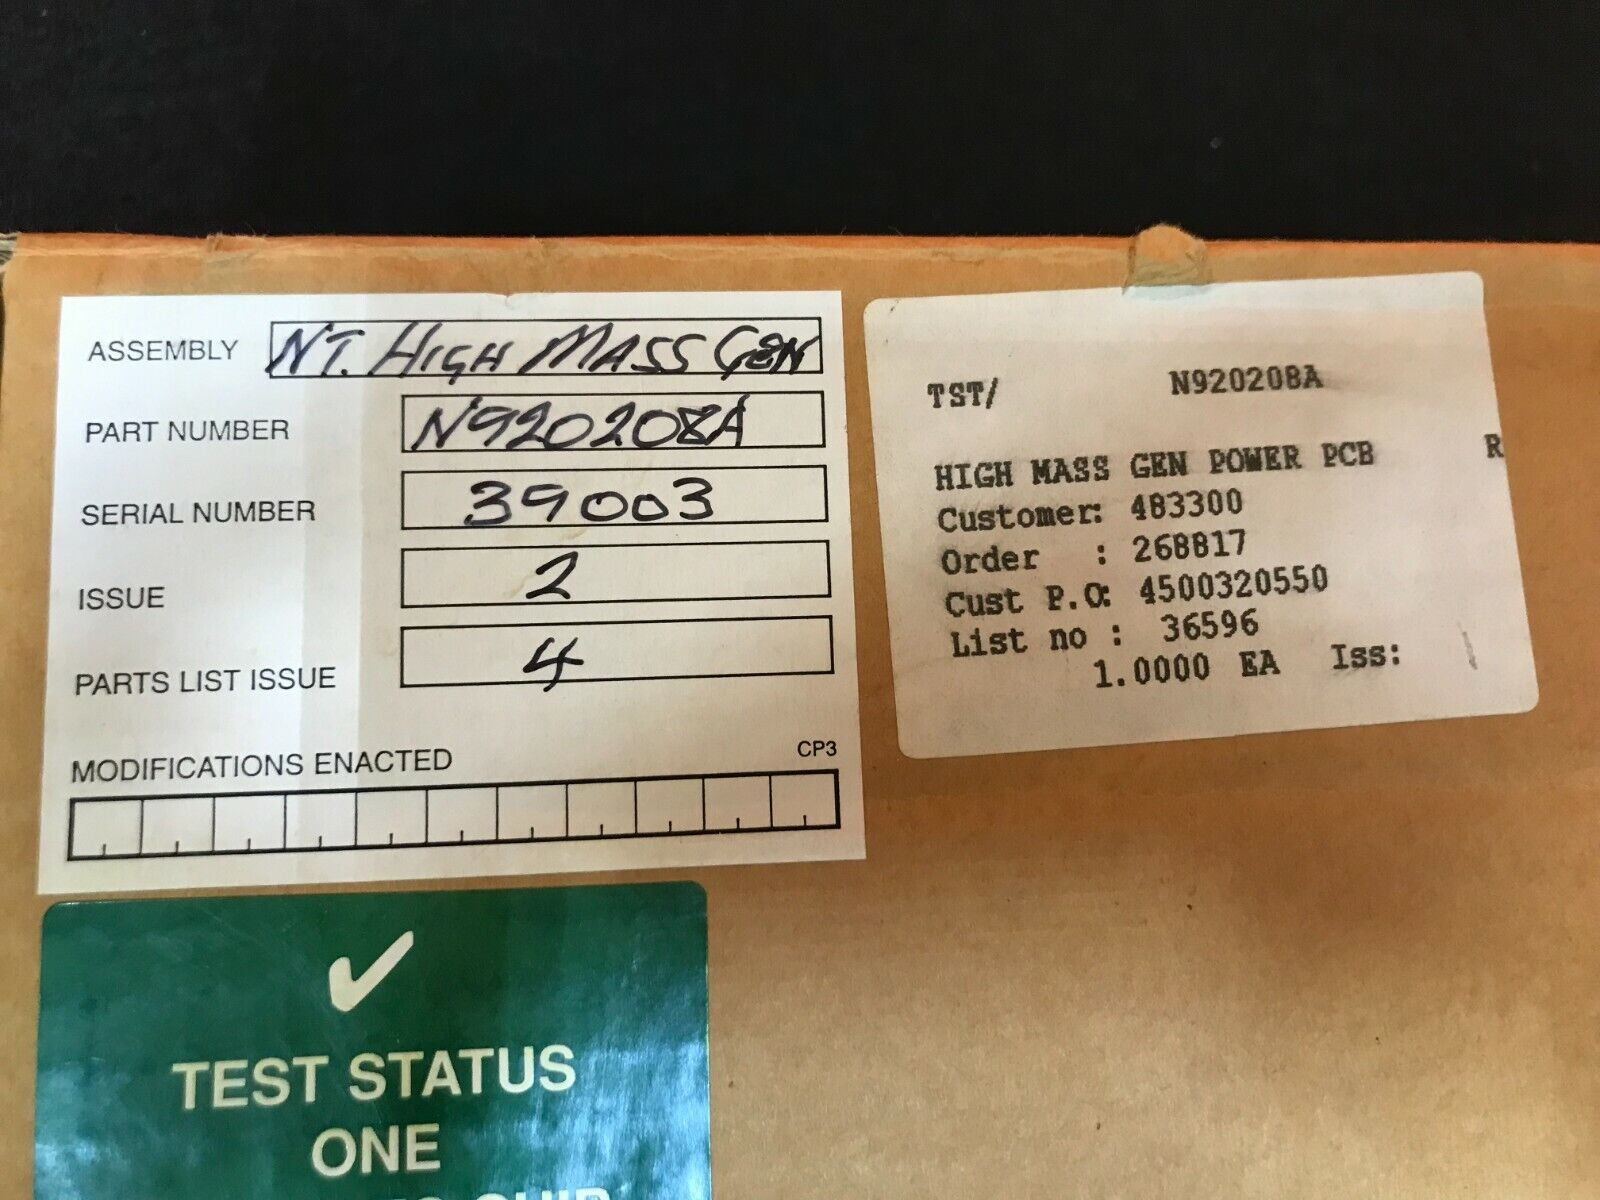 ASSEMBLY NT. HIGH MASS GEN
PART NUMBER N920208A
SERIAL NUMBER 39003
ISSUE 2
PARTS LIST ISSUE 4
MODIFICATIONS ENACTED CP3
TST/ N920208A
HIGH MASS GEN POWER PCB R
Customer: 483300
Order : 268817
Cust P.O: 4500320550
List no : 36596
1.0000 EA Iss:
TEST STATUS
ONE
SHIP